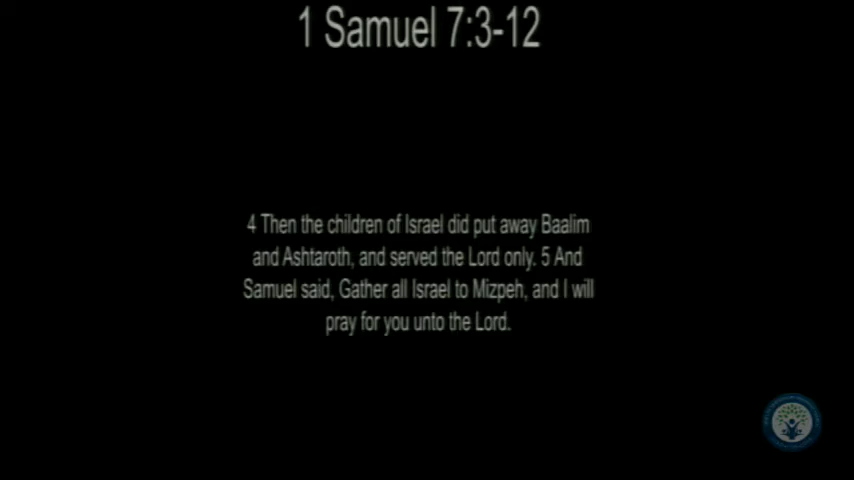 1 Samuel 7:3-12
4 Then the children of Israel did put away Baalim
and Ashtaroth, and served the Lord only. 5 And
Samuel said, Gather all Israel to Mizpeh, and I will
pray for you unto the Lord.